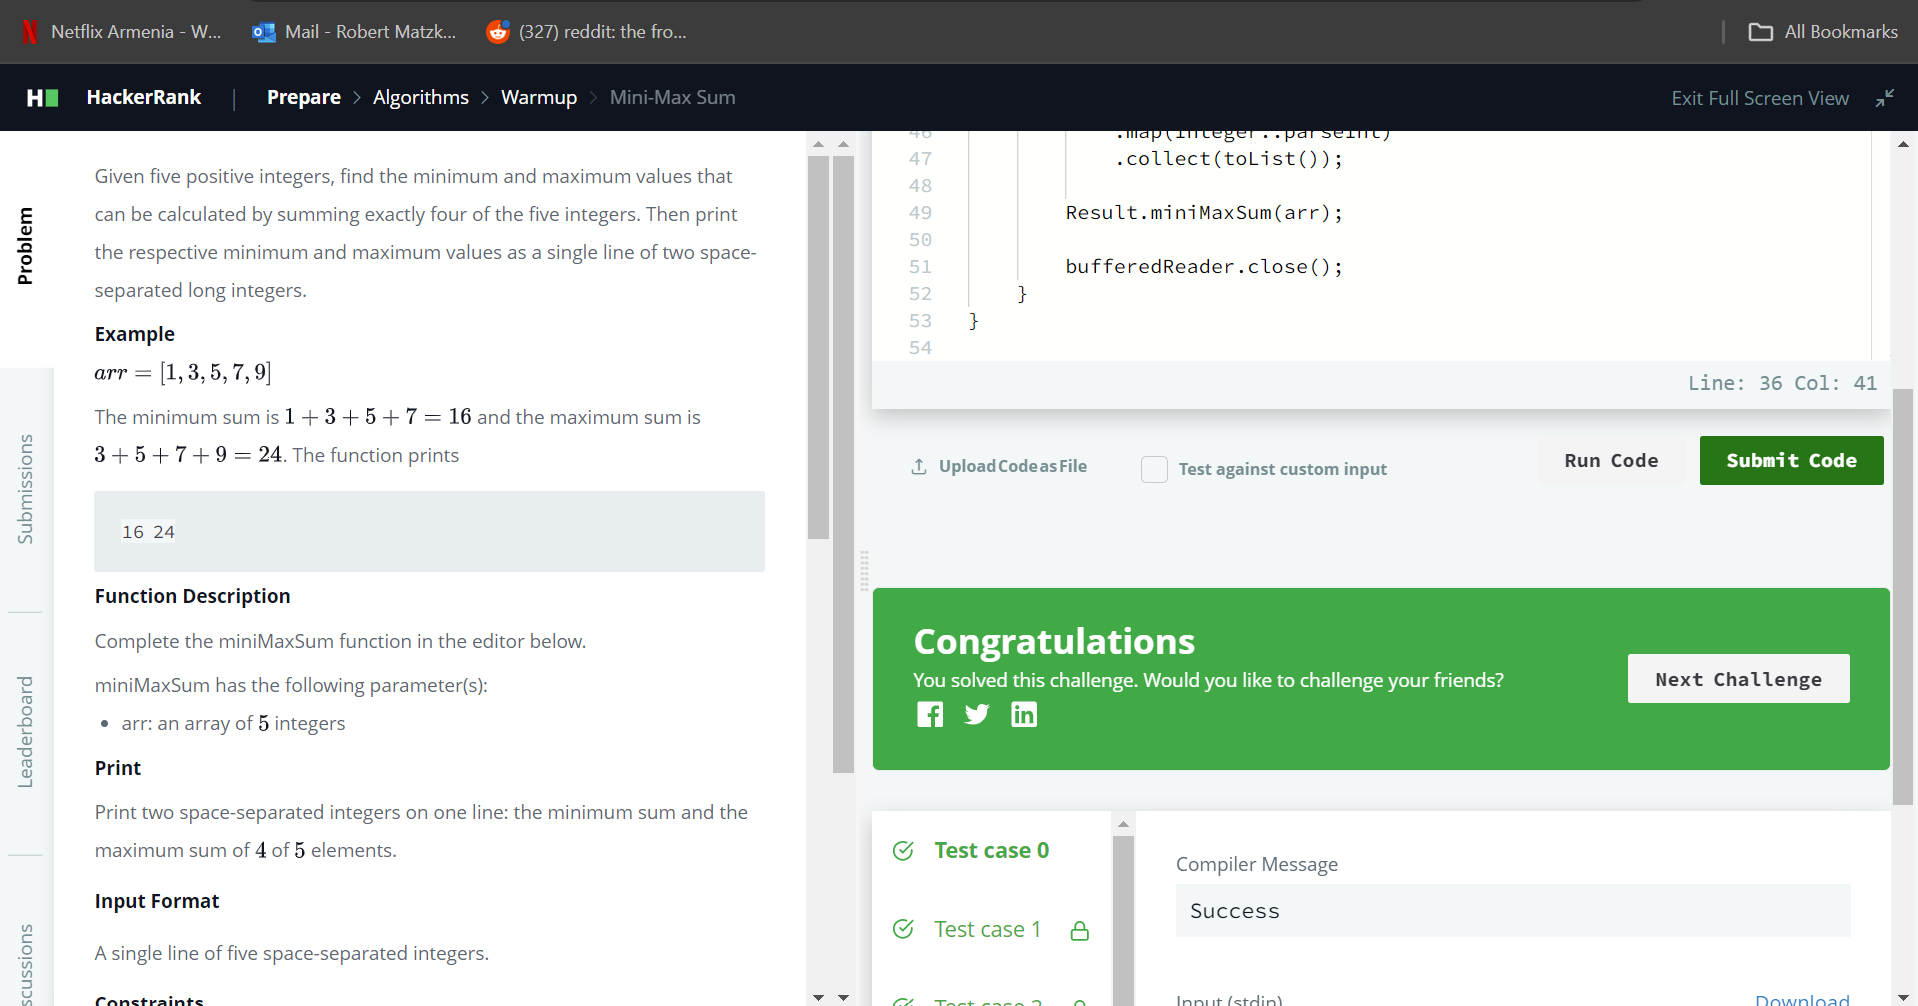 Netflix Armenia - W...
Mail - Robert Matzk...
(327) reddit: the fro...
All Bookmarks
H
HackerRank
|
Prepare > Algorithms > Warmup > Mini-Max Sum
Exit Full Screen View
Problem
Submissions
Leaderboard
Given five positive integers, find the minimum and maximum values that
can be calculated by summing exactly four of the five integers. Then print
the respective minimum and maximum values as a single line of two space-
separated long integers.
Example
arr = [1, 3, 5, 7, 9]
The minimum sum is 1 + 3 + 5 + 7 = 16 and the maximum sum is
3 + 5 + 7 + 9 = 24. The function prints
16 24
Function Description
Complete the miniMaxSum function in the editor below.
miniMaxSum has the following parameter(s):
• arr: an array of 5 integers
Print
Print two space-separated integers on one line: the minimum sum and the
maximum sum of 4 of 5 elements.
Input Format
A single line of five space-separated integers.
Constraints
46 .map(Integer::parseInt)
47 .collect(toList());
48
49 Result.miniMaxSum(arr);
50
51 bufferedReader.close();
52 }
53 }
54
Line: 36 Col: 41
Upload Code as File
Test against custom input
Run Code
Submit Code
Congratulations
You solved this challenge. Would you like to challenge your friends?
Next Challenge
Test case 0
Test case 1
Test case 2
Compiler Message
Success
Input (stdin)
Download